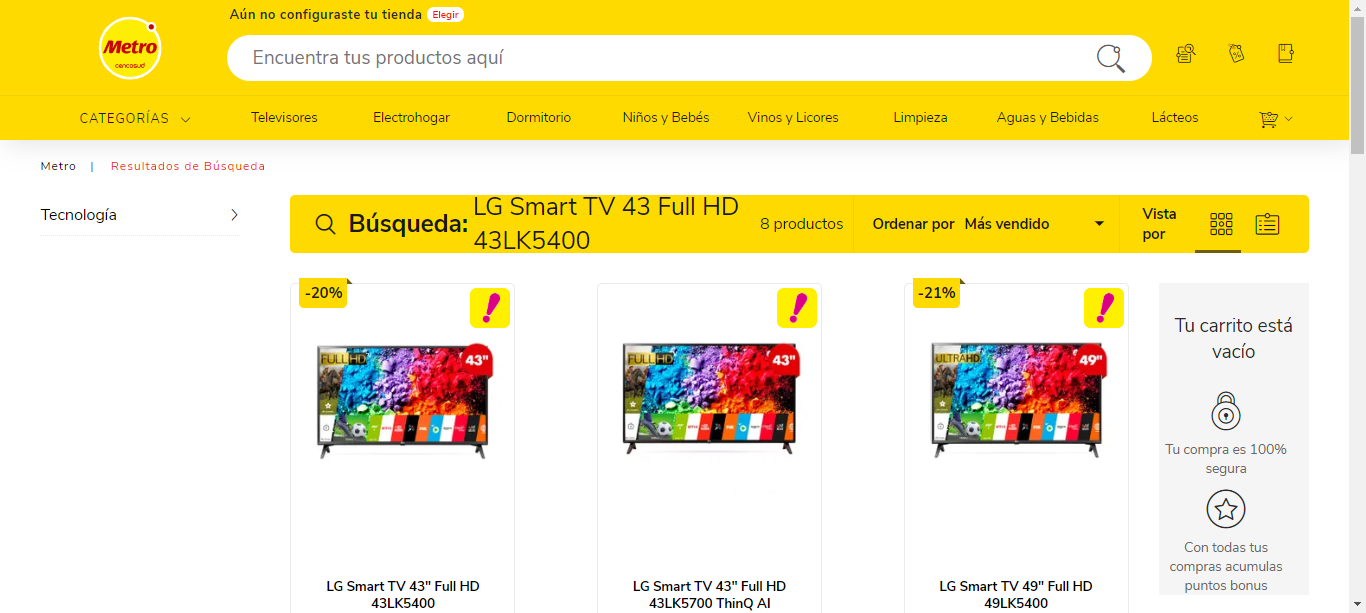 Aún no configuraste tu tienda Elegir
Metro
cencosud
Encuentra tus productos aquí
CATEGORÍAS
Televisores
Electrohogar
Dormitorio
Niños y Bebés
Vinos y Licores
Limpieza
Aguas y Bebidas
Lácteos
Metro | Resultados de Búsqueda
Tecnología
Búsqueda:
LG Smart TV 43 Full HD
43LK5400
8 productos
Ordenar por Más vendido
Vista
por
-20%
FULL HD
43"
LG Smart TV 43" Full HD
43LK5400
FULL HD
43"
LG Smart TV 43" Full HD
43LK5700 ThinQ AI
-21%
ULTRA HD
49"
LG Smart TV 49" Full HD
49LK5400
Tu carrito está
vacío
Tu compra es 100%
segura
Con todas tus
compras acumulas
puntos bonus